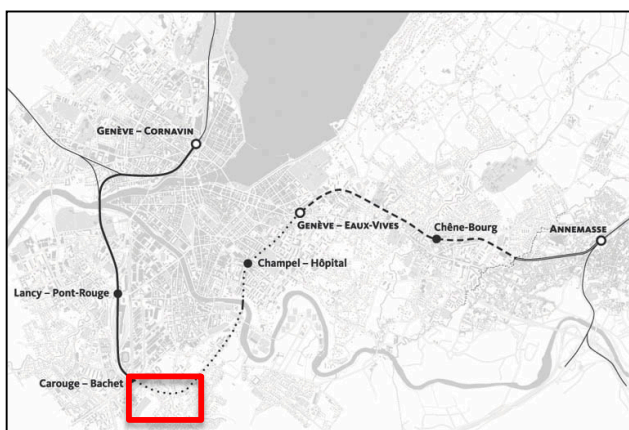 Genève – Cornavin
Genève – Eaux-Vives
Chêne-Bourg
Annemasse
Champel – Hôpital
Lancy – Pont-Rouge
Carouge – Bachet